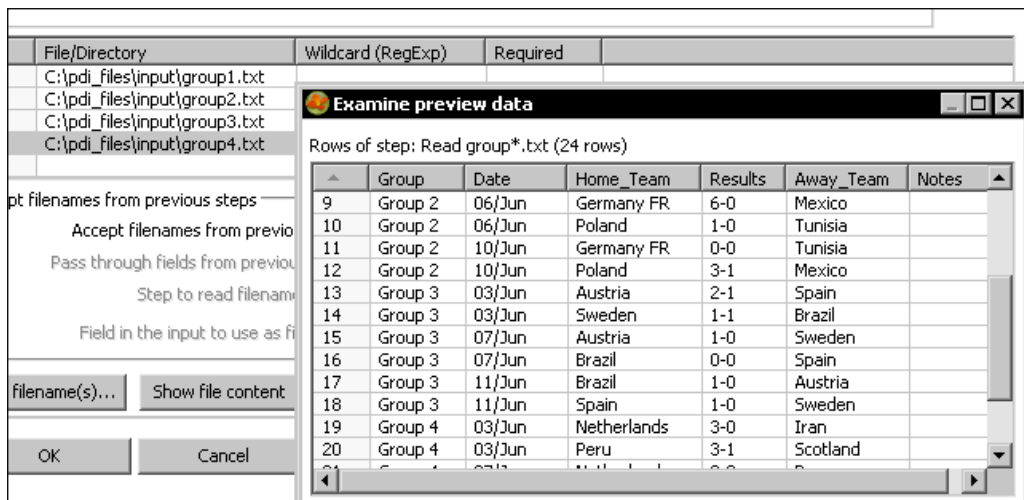 File/Directory Wildcard (RegExp) Required
C:\pdi_files\input\group1.txt
C:\pdi_files\input\group2.txt
C:\pdi_files\input\group3.txt
C:\pdi_files\input\group4.txt
pt filenames from previous steps
Accept filenames from previo
Pass through fields from previou
Step to read filenam
Field in the input to use as fi
filename(s)... Show file content
OK Cancel
Examine preview data
Rows of step: Read group*.txt (24 rows)
Group Date Home_Team Results Away_Team Notes
9 Group 2 06/Jun Germany FR 6-0 Mexico
10 Group 2 06/Jun Poland 1-0 Tunisia
11 Group 2 10/Jun Germany FR 0-0 Tunisia
12 Group 2 10/Jun Poland 3-1 Mexico
13 Group 3 03/Jun Austria 2-1 Spain
14 Group 3 03/Jun Sweden 1-1 Brazil
15 Group 3 07/Jun Austria 1-0 Sweden
16 Group 3 07/Jun Brazil 0-0 Spain
17 Group 3 11/Jun Brazil 1-0 Austria
18 Group 3 11/Jun Spain 1-0 Sweden
19 Group 4 03/Jun Netherlands 3-0 Iran
20 Group 4 03/Jun Peru 3-1 Scotland